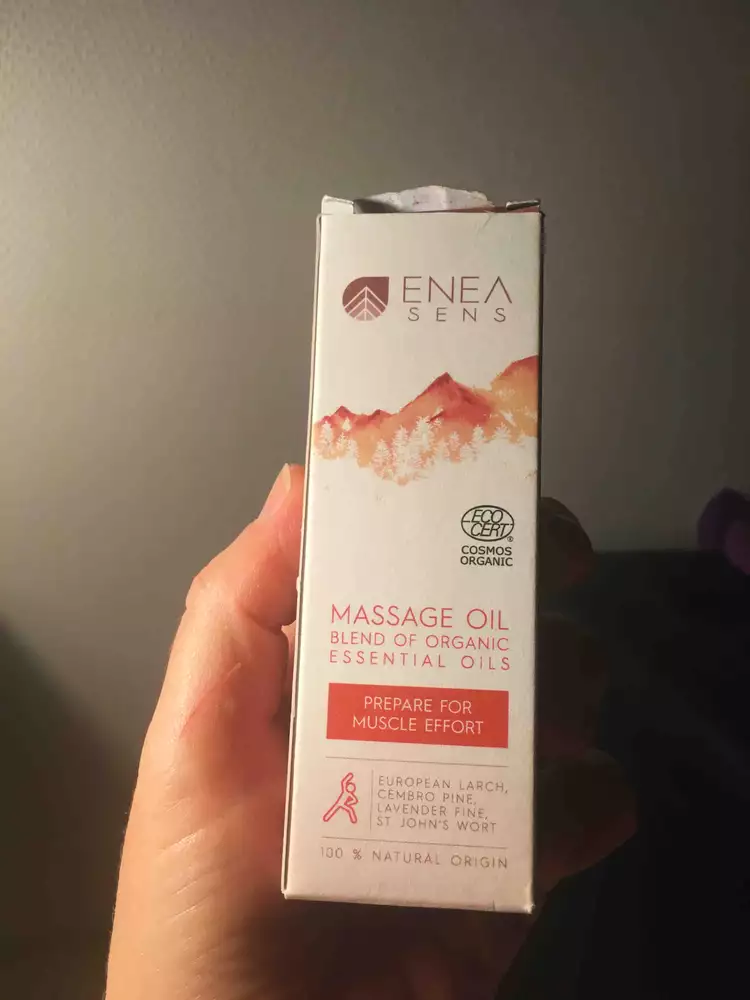 ENEA
SENS
ECO
CERT®
COSMOS
ORGANIC
MASSAGE OIL
BLEND OF ORGANIC
ESSENTIAL OILS
PREPARE FOR
MUSCLE EFFORT
EUROPEAN LARCH,
CEMBRO PINE,
LAVENDER FINE,
ST JOHN'S WORT
100 % NATURAL ORIGIN